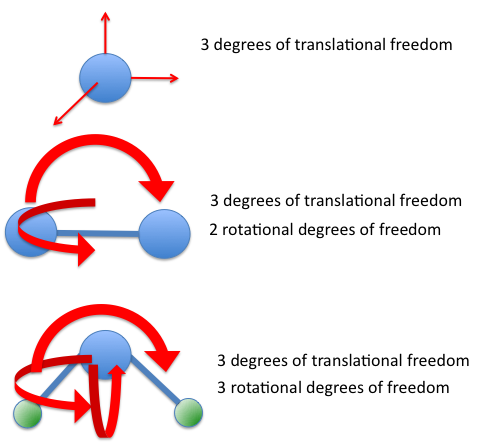 3 degrees of translational freedom
3 degrees of translational freedom
2 rotational degrees of freedom
3 degrees of translational freedom
3 rotational degrees of freedom